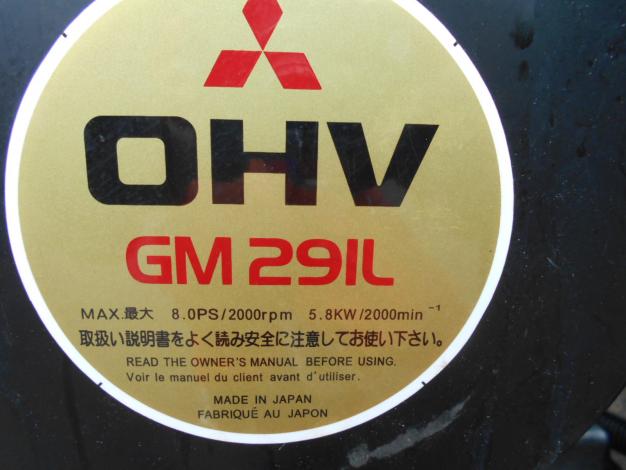 OHV
GM 291L
MAX.最大 8.0PS/2000rpm 5.8KW/2000min⁻¹
取扱い説明書をよく読み安全に注意してお使い下さい。
READ THE OWNER'S MANUAL BEFORE USING.
Voir le manuel du client avant d'utiliser.
MADE IN JAPAN
FABRIQUÉ AU JAPON